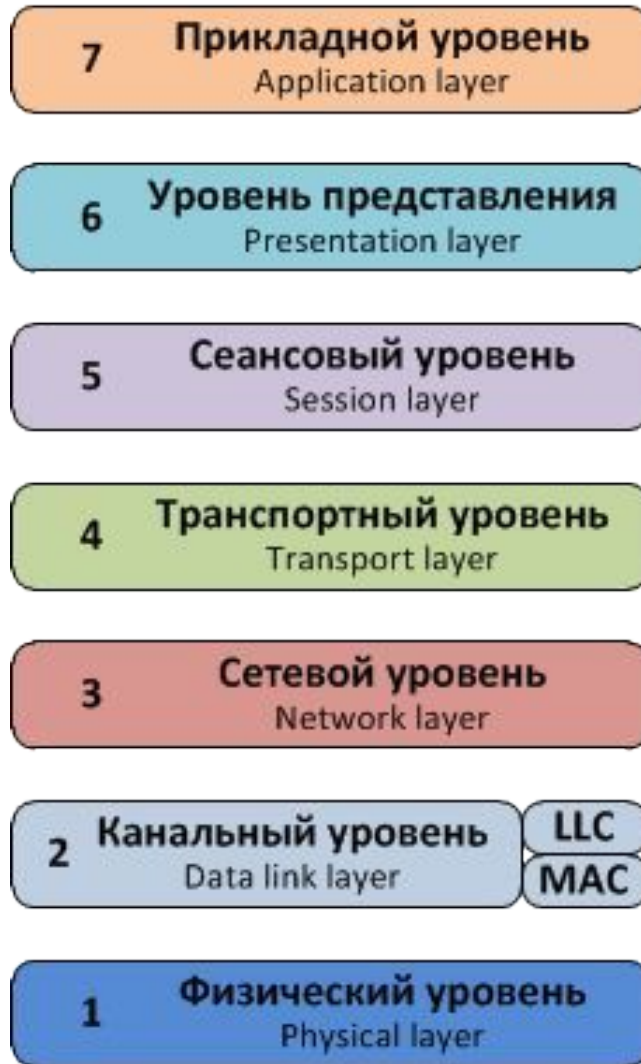 7 Прикладной уровень
Application layer
6 Уровень представления
Presentation layer
5 Сеансовый уровень
Session layer
4 Транспортный уровень
Transport layer
3 Сетевой уровень
Network layer
2 Канальный уровень
Data link layer
LLC
MAC
1 Физический уровень
Physical layer